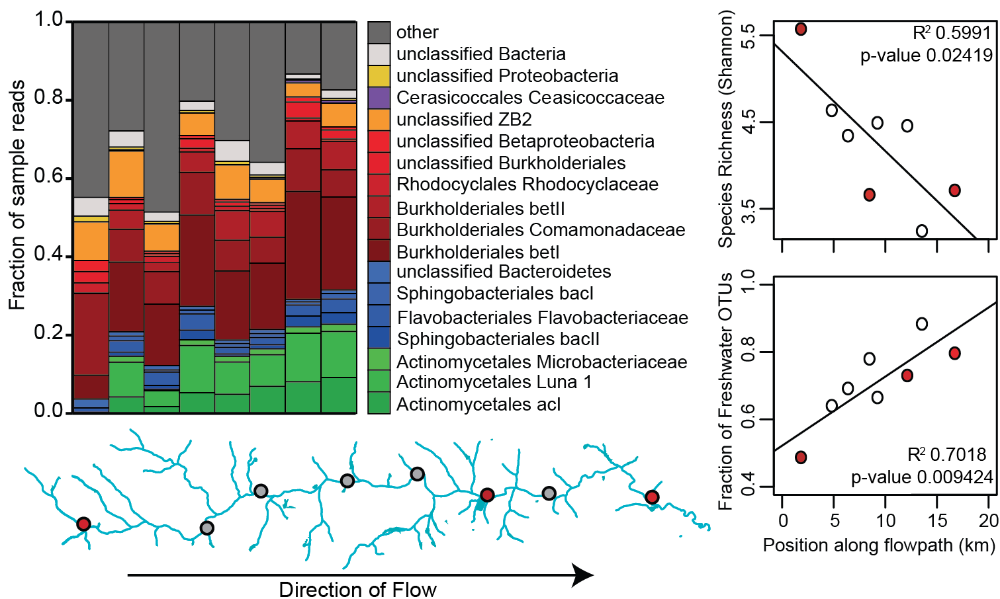 1.0
0.8
0.6
0.4
0.2
0.0
Fraction of sample reads
other
unclassified Bacteria
unclassified Proteobacteria
Cerasicoccales Ceasicoccaceae
unclassified ZB2
unclassified Betaproteobacteria
unclassified Burkholderiales
Rhodocyclales Rhodocyclaceae
Burkholderiales betII
Burkholderiales Comamonadaceae
Burkholderiales betI
unclassified Bacteroidetes
Sphingobacteriales bacI
Flavobacteriales Flavobacteriaceae
Sphingobacteriales bacII
Actinomycetales Microbacteriaceae
Actinomycetales Luna 1
Actinomycetales acI
Direction of Flow
Species Richness (Shannon)
5.5
4.5
3.5
R² 0.5991
p-value 0.02419
Fraction of Freshwater OTUs
1.0
0.8
0.6
0.4
R² 0.7018
p-value 0.009424
0 5 10 15 20
Position along flowpath (km)